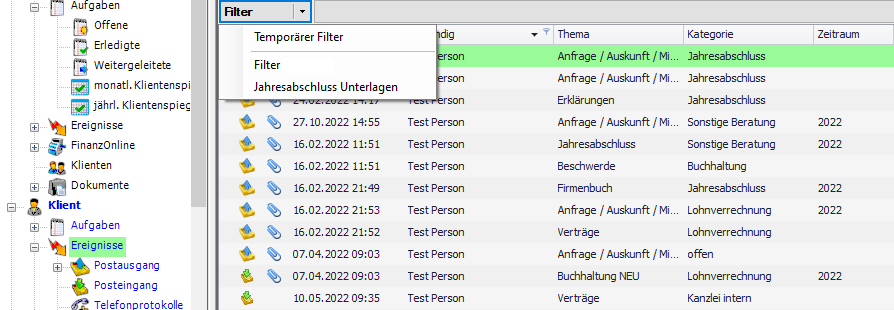 Aufgaben
Offene
Erledigte
Weitergeleitete
monatl. Klientenspie
jährl. Klientenspieg
Ereignisse
FinanzOnline
Klienten
Dokumente
Klient
Aufgaben
Ereignisse
Postausgang
Posteingang
Telefonprotokolle
Filter
Temporärer Filter
Filter
Jahresabschluss Unterlagen
ndig Thema Kategorie Zeitraum
Person Anfrage / Auskunft / Mi... Jahresabschluss
Person Anfrage / Auskunft / Mi... Jahresabschluss
24.02.2022 14:17 Test Person Erklärungen Jahresabschluss
27.10.2022 14:55 Test Person Anfrage / Auskunft / Mi... Sonstige Beratung 2022
16.02.2022 11:51 Test Person Jahresabschluss Sonstige Beratung 2022
16.02.2022 11:51 Test Person Beschwerde Buchhaltung
16.02.2022 21:49 Test Person Firmenbuch Jahresabschluss 2022
16.02.2022 21:53 Test Person Anfrage / Auskunft / Mi... Lohnverrechnung 2022
16.02.2022 21:52 Test Person Verträge Lohnverrechnung
07.04.2022 09:03 Test Person Anfrage / Auskunft / Mi... offen
07.04.2022 09:03 Test Person Buchhaltung NEU Lohnverrechnung 2022
10.05.2022 09:35 Test Person Verträge Kanzlei intern